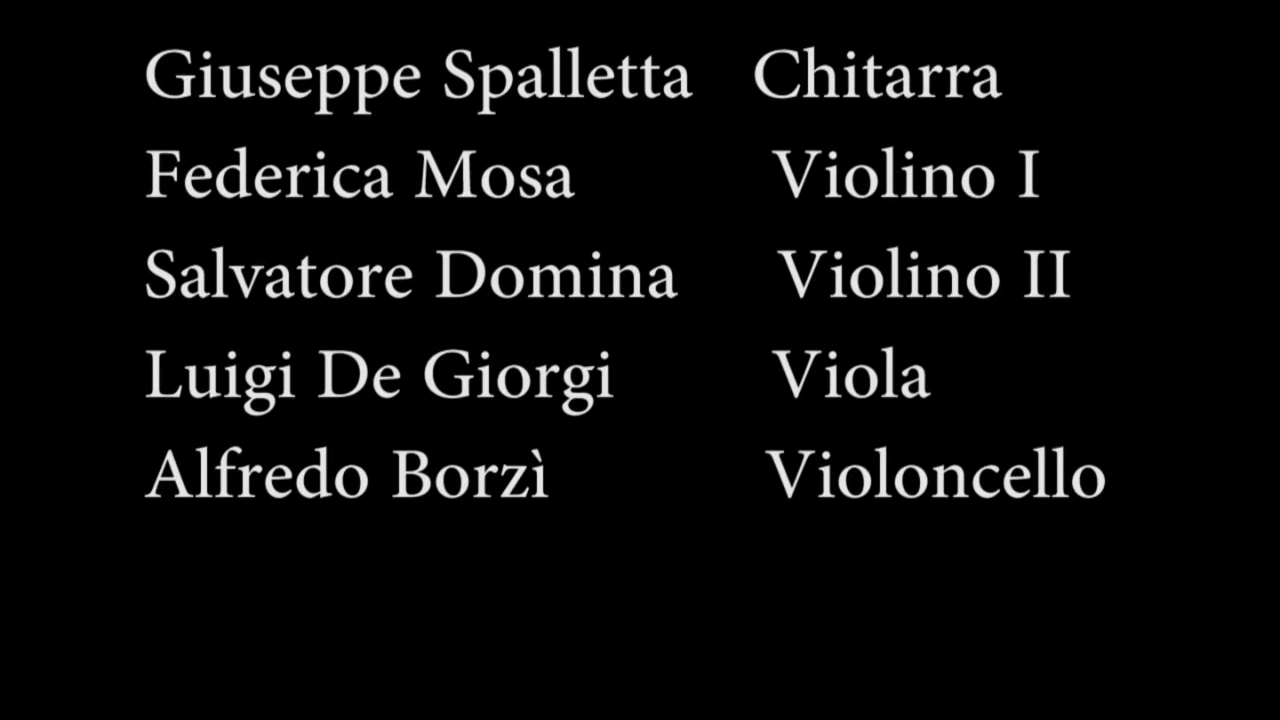 Giuseppe Spalletta Chitarra
Federica Mosa Violino I
Salvatore Domina Violino II
Luigi De Giorgi Viola
Alfredo Borzì Violoncello